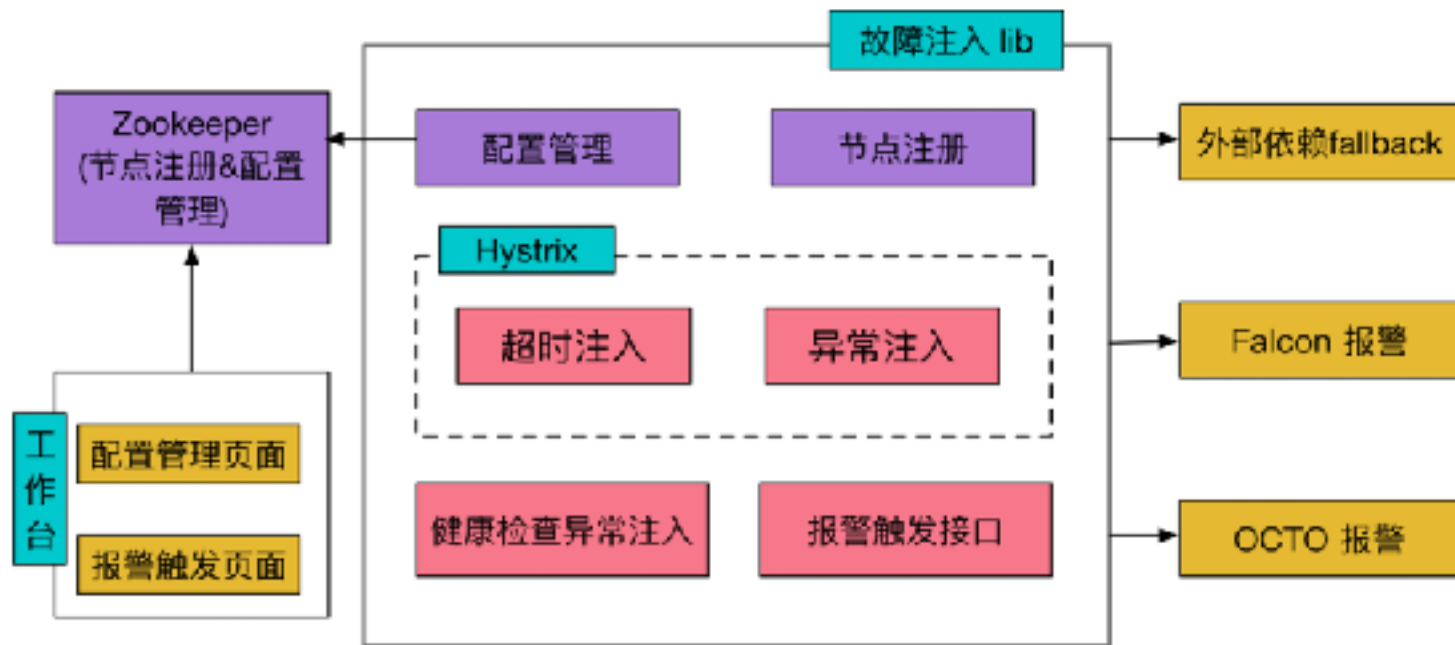 故障注入 lib
Zookeeper
(节点注册&配置
管理)
配置管理
节点注册
外部依赖fallback
Hystrix
超时注入
异常注入
Falcon 报警
工
作
台
配置管理页面
报警触发页面
健康检查异常注入
报警触发接口
OCTO 报警